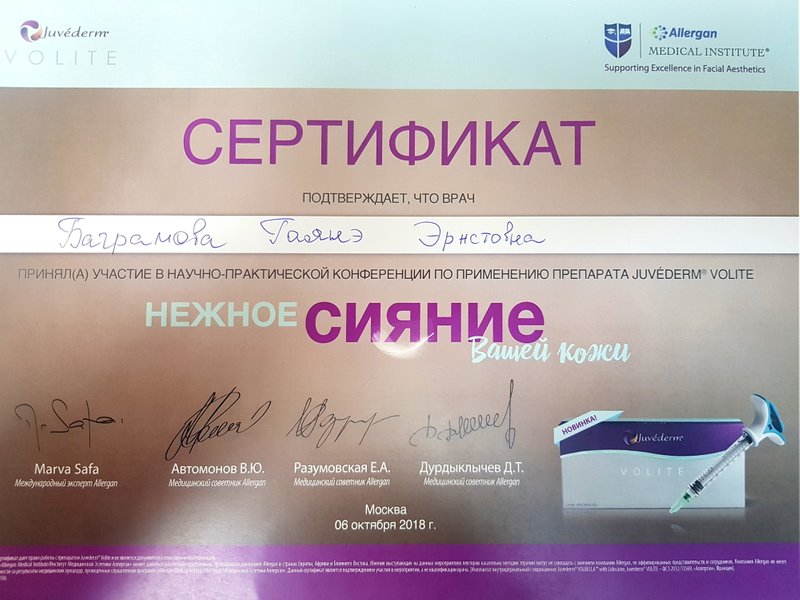 Juvéderm®
VOLITE
Allergan
MEDICAL INSTITUTE®
Supporting Excellence in Facial Aesthetics
СЕРТИФИКАТ
ПОДТВЕРЖДАЕТ, ЧТО ВРАЧ
Баграмова Гаянэ Эрнстовна
ПРИНЯЛ(А) УЧАСТИЕ В НАУЧНО-ПРАКТИЧЕСКОЙ КОНФЕРЕНЦИИ ПО ПРИМЕНЕНИЮ ПРЕПАРАТА JUVÉDERM® VOLITE
НЕЖНОЕ СИЯНИЕ
Вашей кожи
Marva Safa
Международный эксперт Allergan
Автомонов В.Ю.
Медицинский советник Allergan
Разумовская Е.А.
Медицинский советник Allergan
Дурдыклычев Д.Т.
Медицинский советник Allergan
НОВИНКА!
Juvéderm®
VOLITE
Москва
06 октября 2018 г.